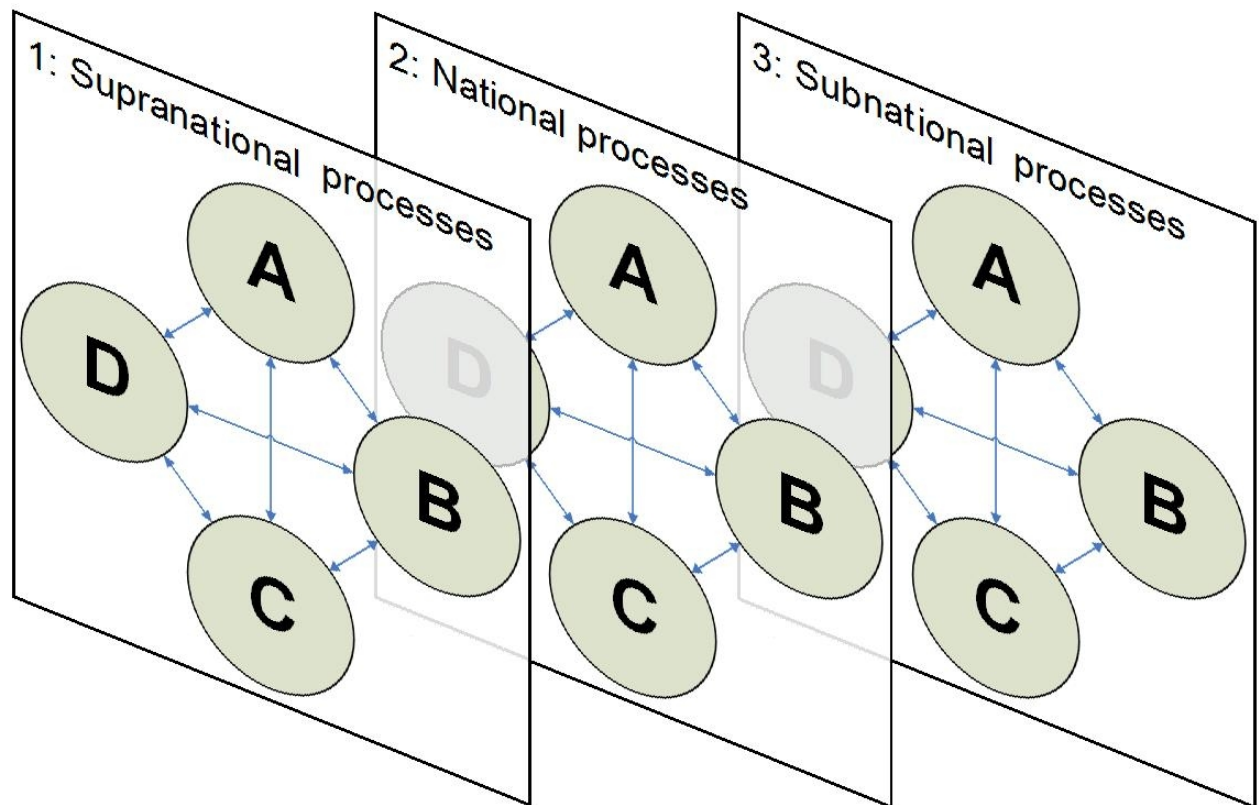 1: Supranational processes
A
D
B
C
2: National processes
A
D
B
C
3: Subnational processes
A
D
B
C